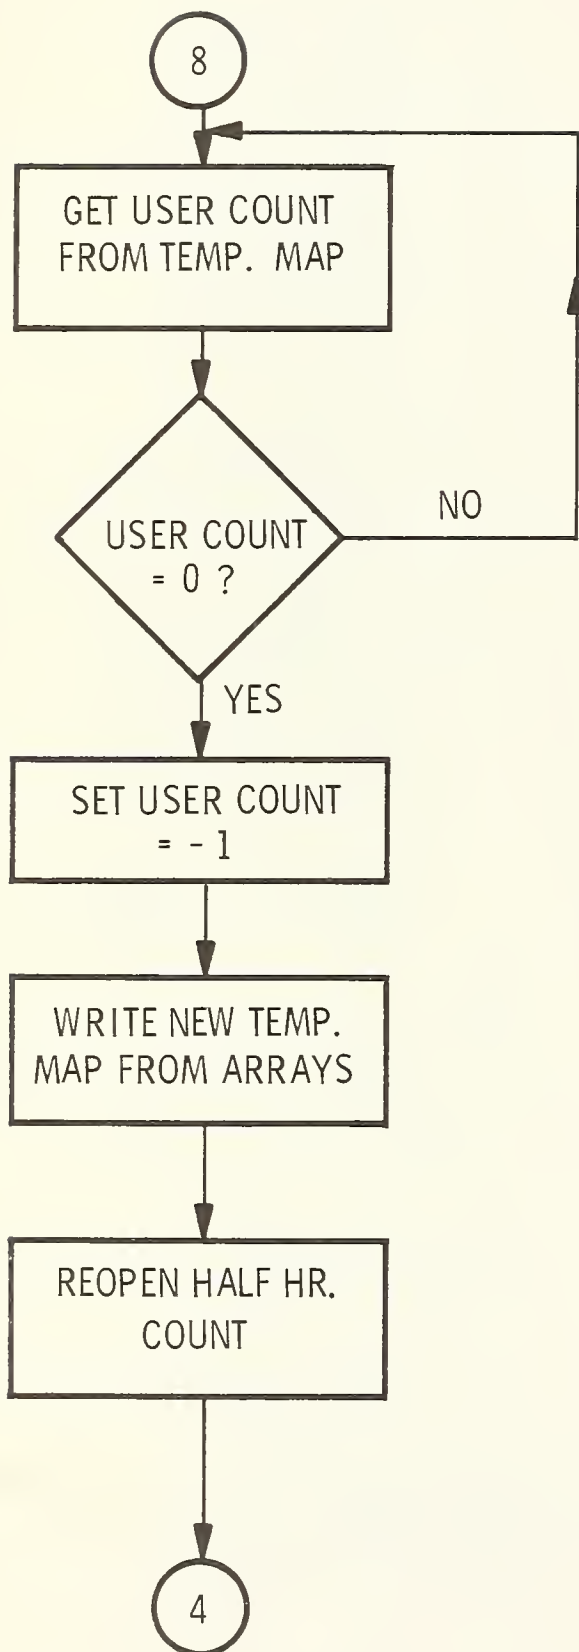 8
GET USER COUNT
FROM TEMP. MAP
USER COUNT
= 0 ?
NO
YES
SET USER COUNT
= - 1
WRITE NEW TEMP.
MAP FROM ARRAYS
REOPEN HALF HR.
COUNT
4